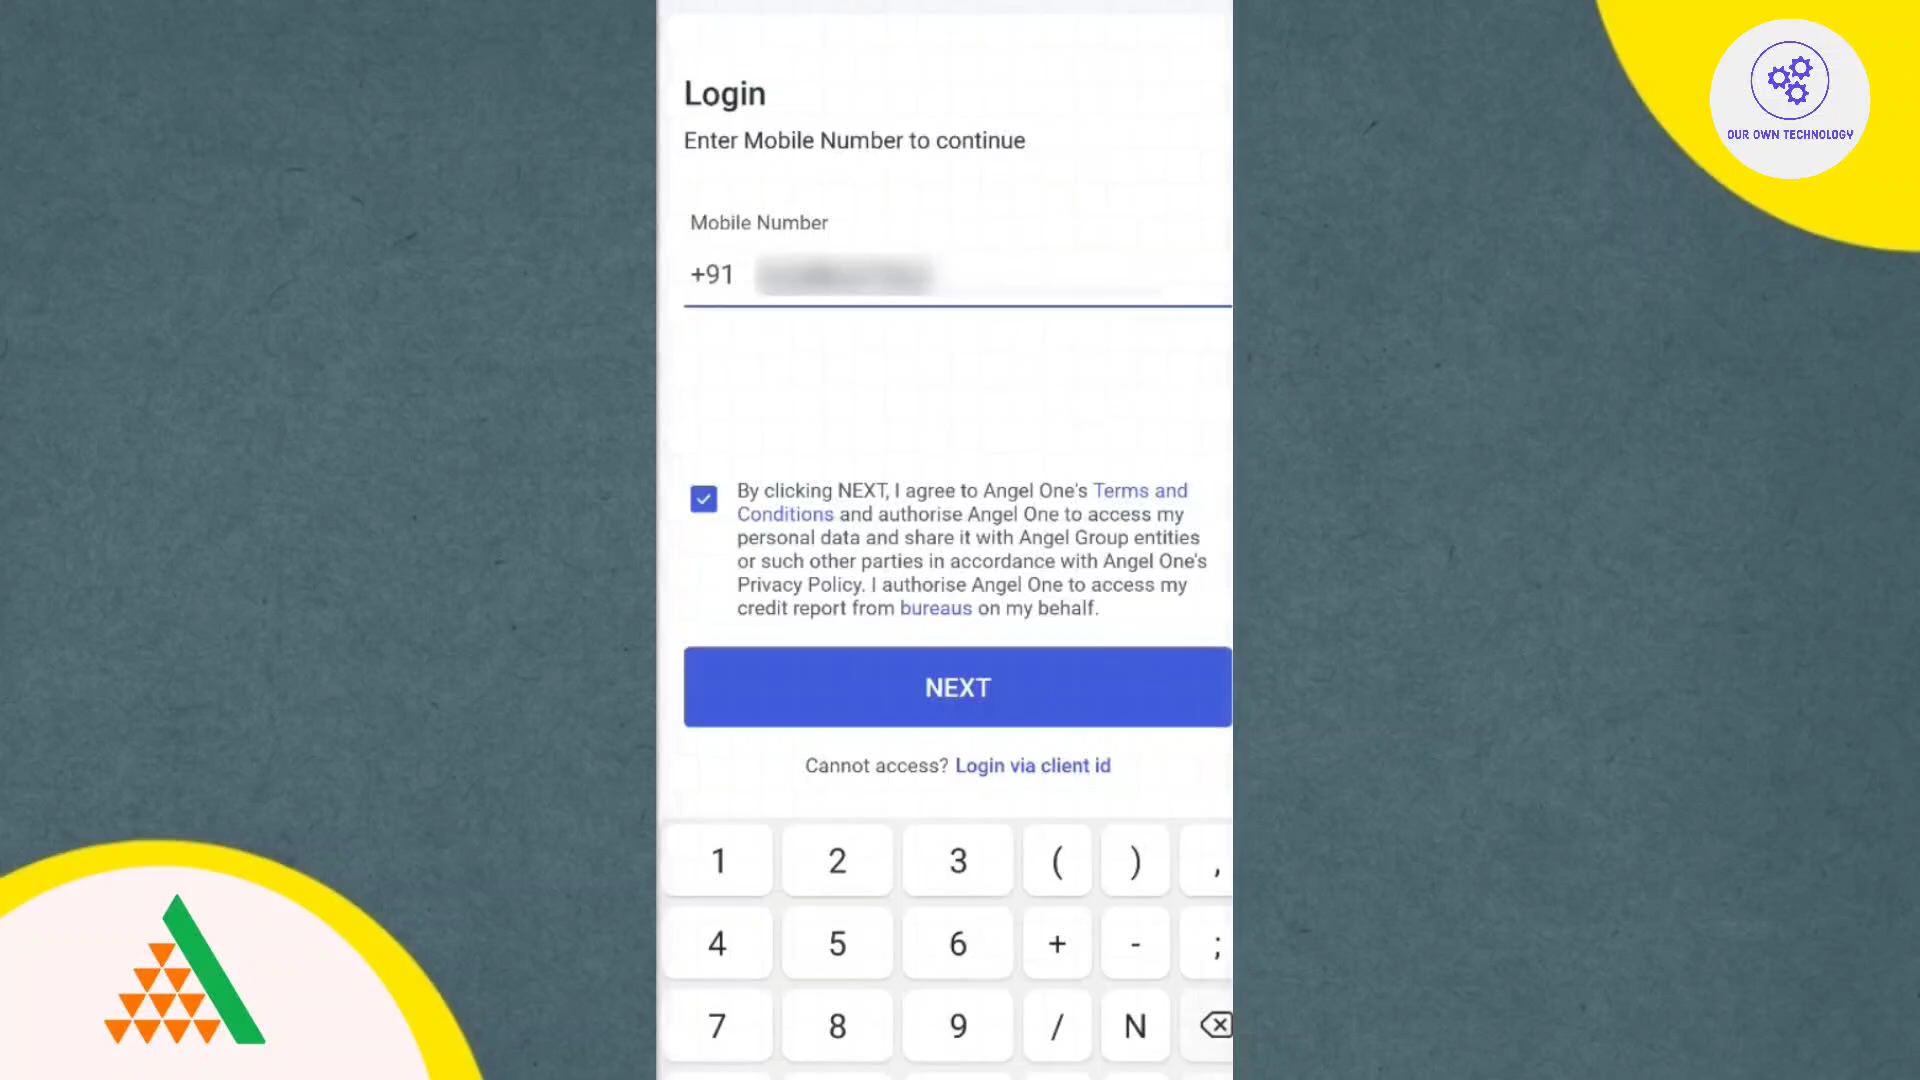 OUR OWN TECHNOLOGY
Login
Enter Mobile Number to continue
Mobile Number
+91
By clicking NEXT, I agree to Angel One's Terms and
Conditions and authorise Angel One to access my
personal data and share it with Angel Group entities
or such other parties in accordance with Angel One's
Privacy Policy. I authorise Angel One to access my
credit report from bureaus on my behalf.
NEXT
Cannot access? Login via client id
1 2 3 ( ) ,
4 5 6 + - ;
7 8 9 / N